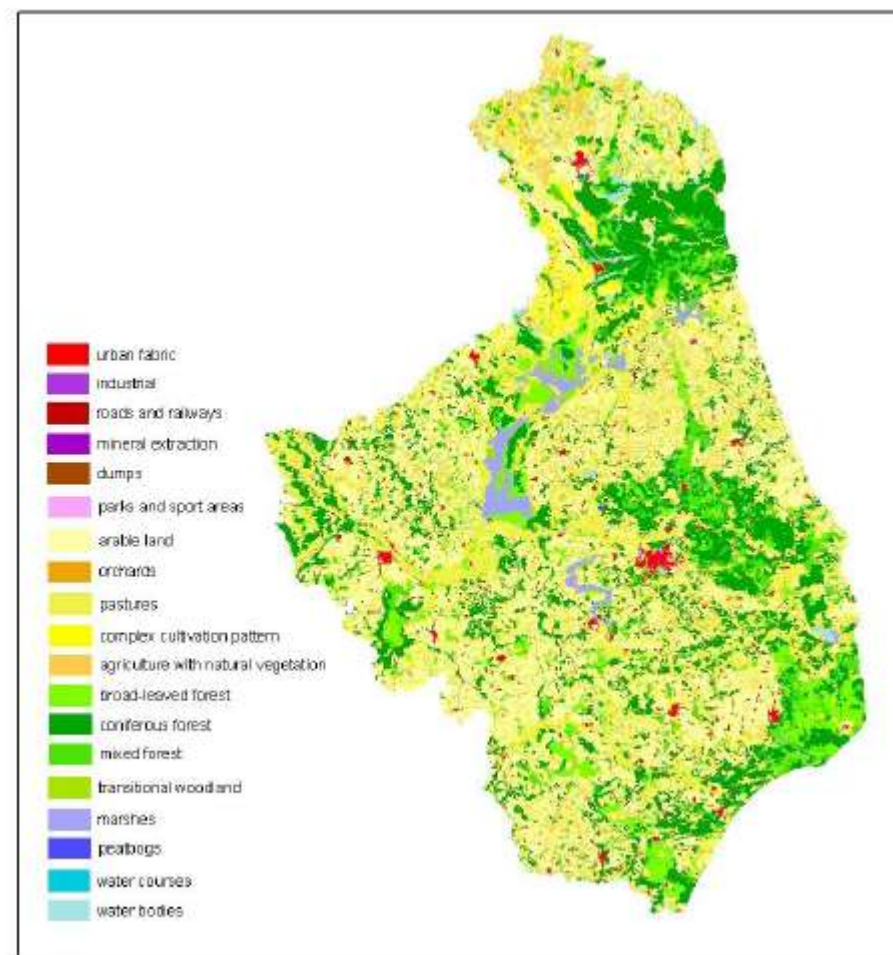 urban fabric
industrial
roads and railways
mineral extraction
dumps
parks and sport areas
arable land
orchards
pastures
complex cultivation pattern
agriculture with natural vegetation
broad-leaved forest
coniferous forest
mixed forest
transitional woodland
marshes
peatbogs
water courses
water bodies